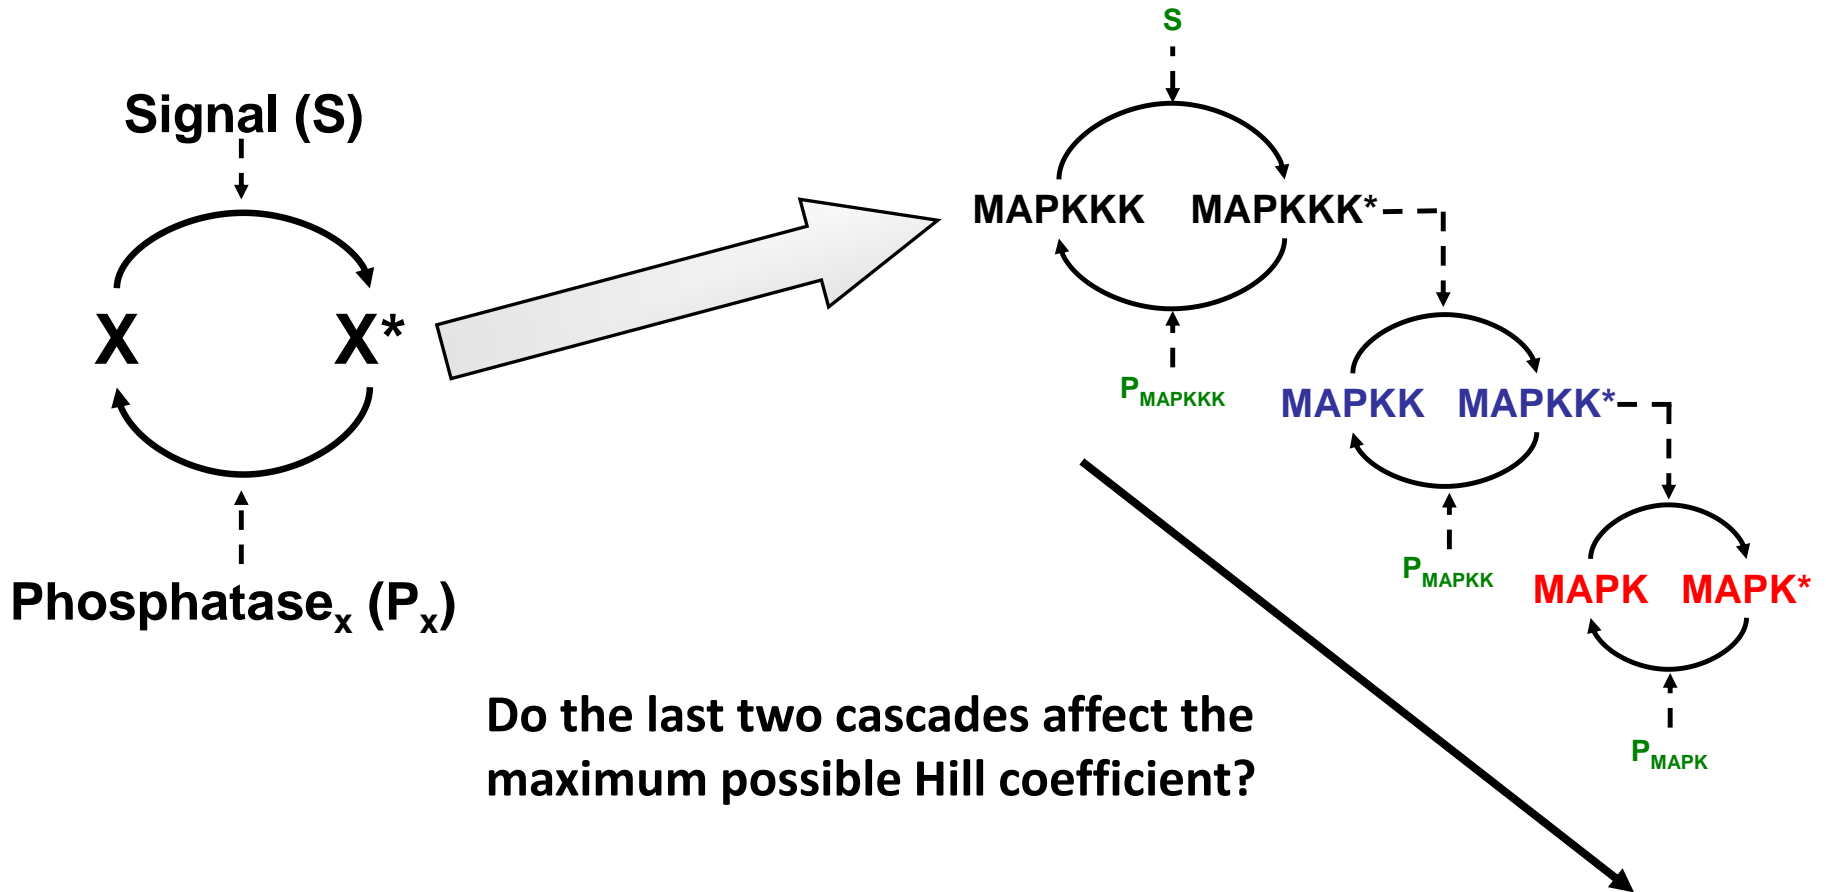 Signal (S)
X X*
Phosphatasex (Px)
S
MAPKKK MAPKKK*
PMAPKKK
MAPKK MAPKK*
PMAPKK
MAPK MAPK*
PMAPK
Do the last two cascades affect the
maximum possible Hill coefficient?